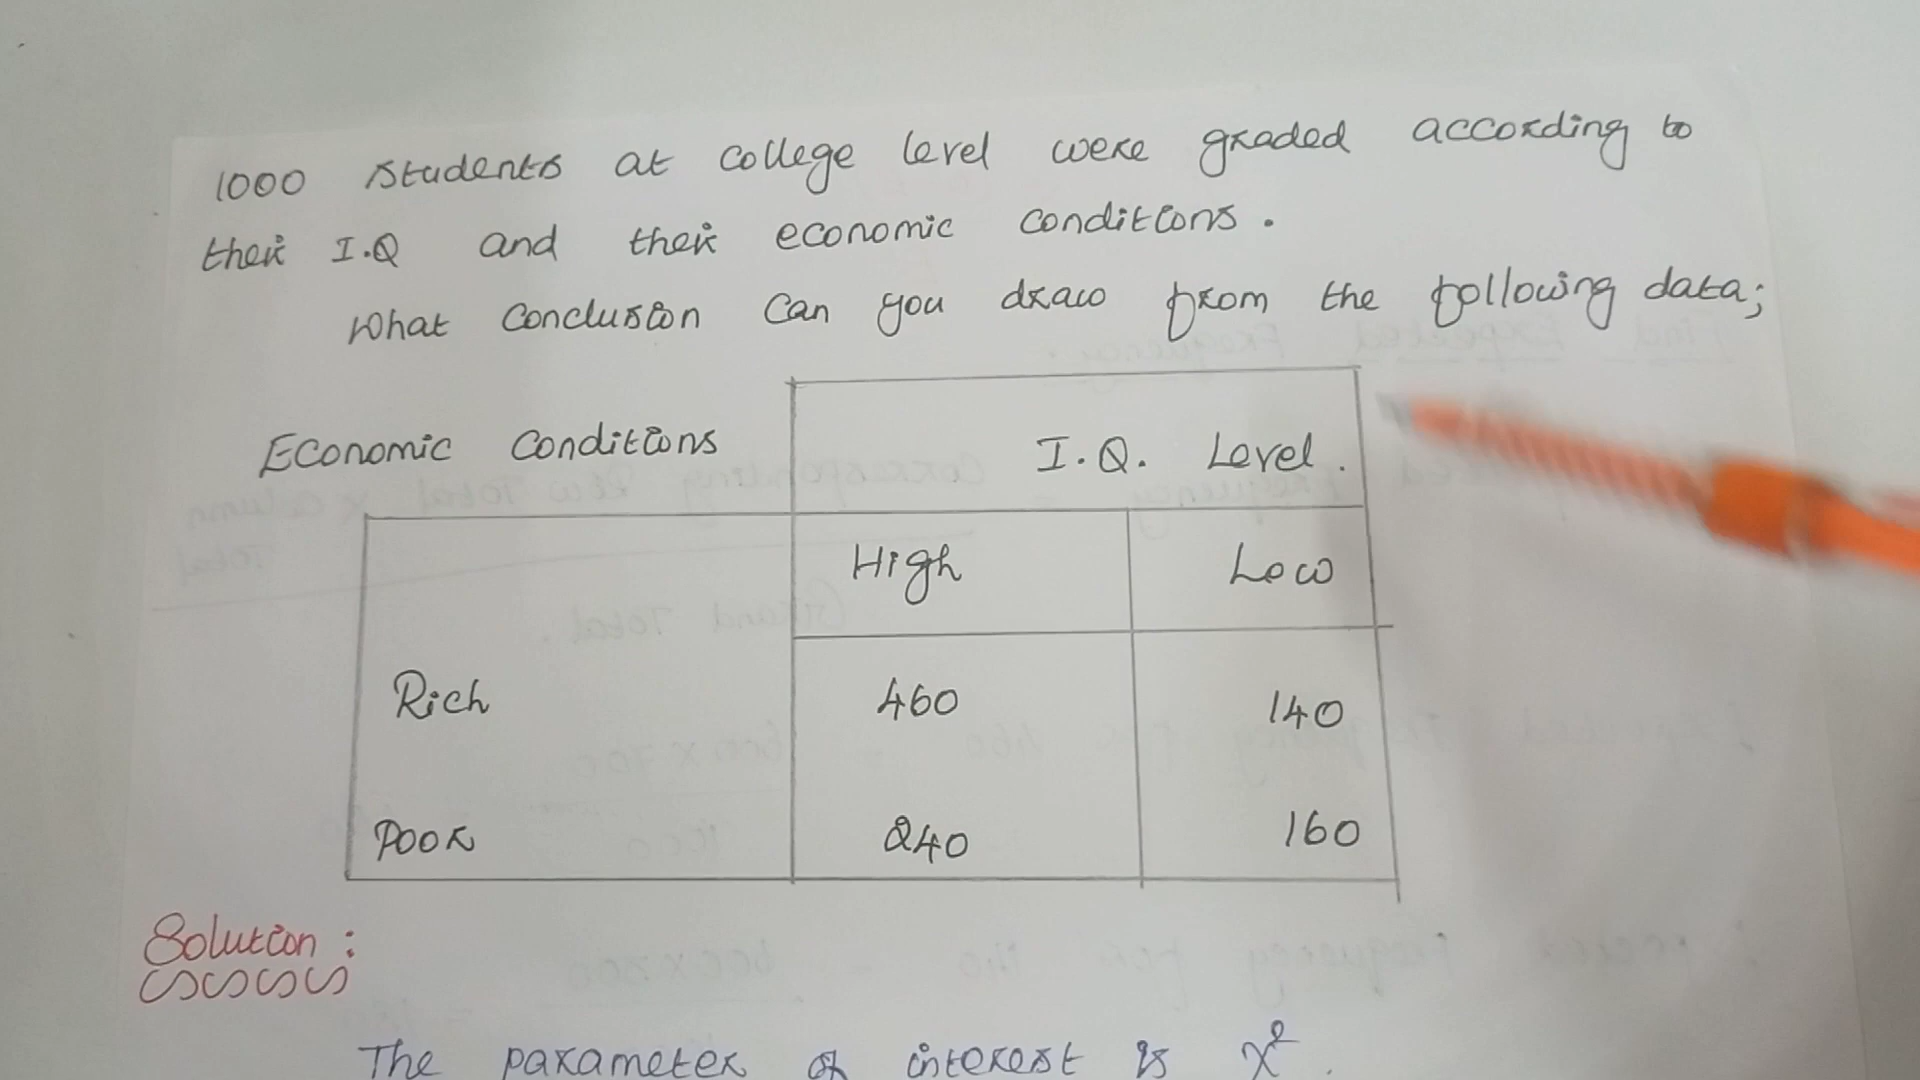 1000 students at college level were graded according to
their I.Q and their economic conditions.
What conclusion can you draw from the following data;
Economic Conditions I.Q. Level.
High Low
Rich 460 140
Poor 240 160
Solution:
The parameter of interest is χ².